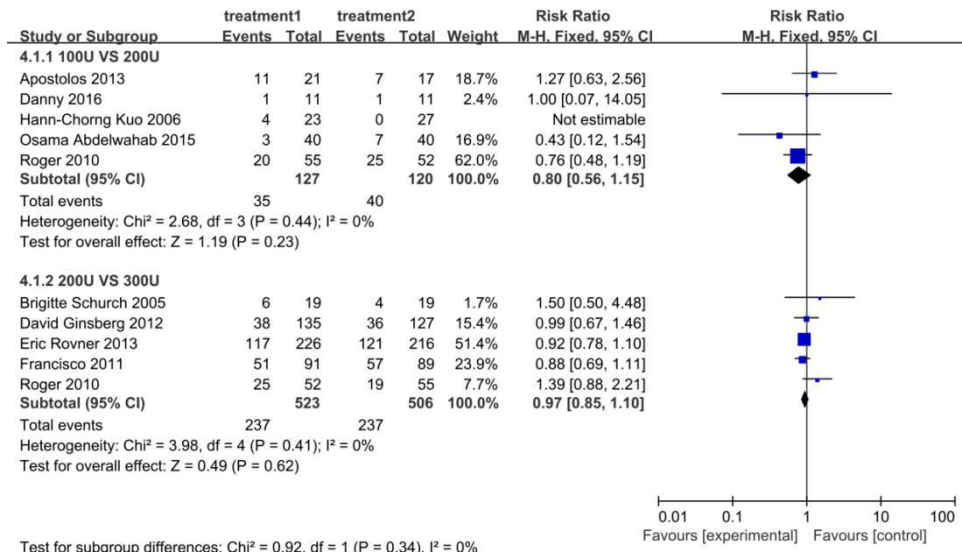 treatment1 treatment2 Risk Ratio Risk Ratio
Study or Subgroup Events Total Events Total Weight M-H. Fixed. 95% CI M-H. Fixed. 95% CI
4.1.1 100U VS 200U
Apostolos 2013 11 21 7 17 18.7% 1.27 [0.63, 2.56]
Danny 2016 1 11 1 11 2.4% 1.00 [0.07, 14.05]
Hann-Chorng Kuo 2006 4 23 0 27 Not estimable
Osama Abdelwahab 2015 3 40 7 40 16.9% 0.43 [0.12, 1.54]
Roger 2010 20 55 25 52 62.0% 0.76 [0.48, 1.19]
Subtotal (95% CI) 127 120 100.0% 0.80 [0.56, 1.15]
Total events 35 40
Heterogeneity: Chi² = 2.68, df = 3 (P = 0.44); I² = 0%
Test for overall effect: Z = 1.19 (P = 0.23)
4.1.2 200U VS 300U
Brigitte Schurch 2005 6 19 4 19 1.7% 1.50 [0.50, 4.48]
David Ginsberg 2012 38 135 36 127 15.4% 0.99 [0.67, 1.46]
Eric Rovner 2013 117 226 121 216 51.4% 0.92 [0.78, 1.10]
Francisco 2011 51 91 57 89 23.9% 0.88 [0.69, 1.11]
Roger 2010 25 52 19 55 7.7% 1.39 [0.88, 2.21]
Subtotal (95% CI) 523 506 100.0% 0.97 [0.85, 1.10]
Total events 237 237
Heterogeneity: Chi² = 3.98, df = 4 (P = 0.41); I² = 0%
Test for overall effect: Z = 0.49 (P = 0.62)
0.01 0.1 1 10 100
Favours [experimental] Favours [control]
Test for subgroup differences: Chi² = 0.92, df = 1 (P = 0.34), I² = 0%